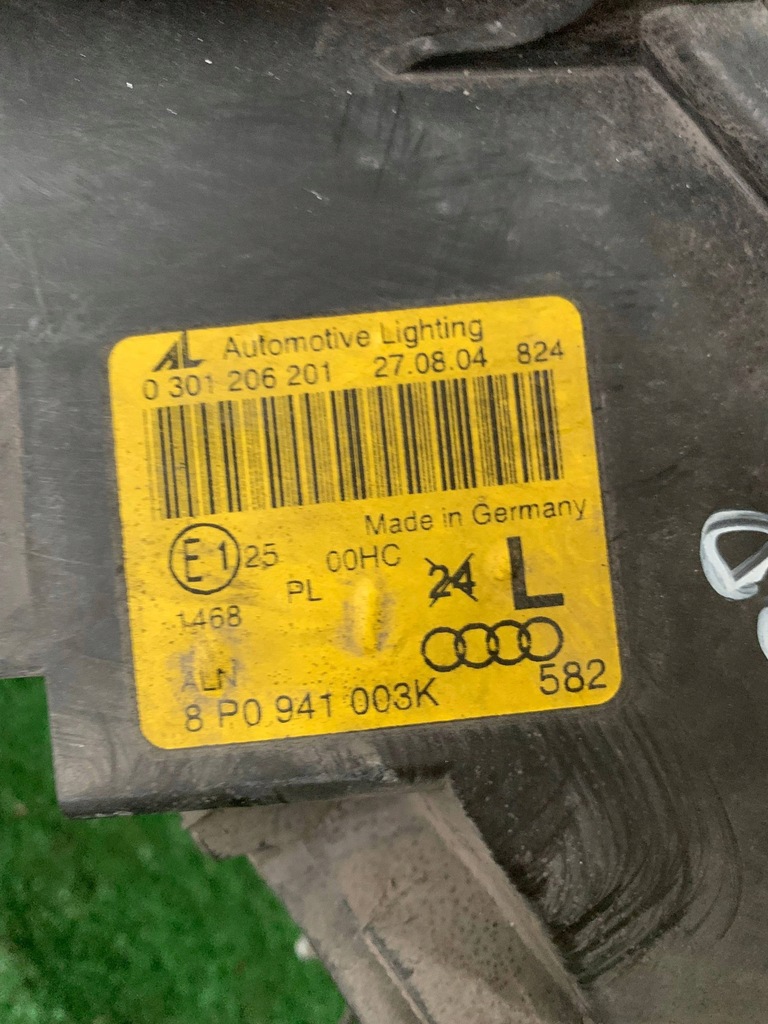 AL Automotive Lighting
0 301 206 201 27.08.04 824
Made in Germany
E1 25 00HC 24 L
PL
1468
ALN
8 P0 941 003K 582